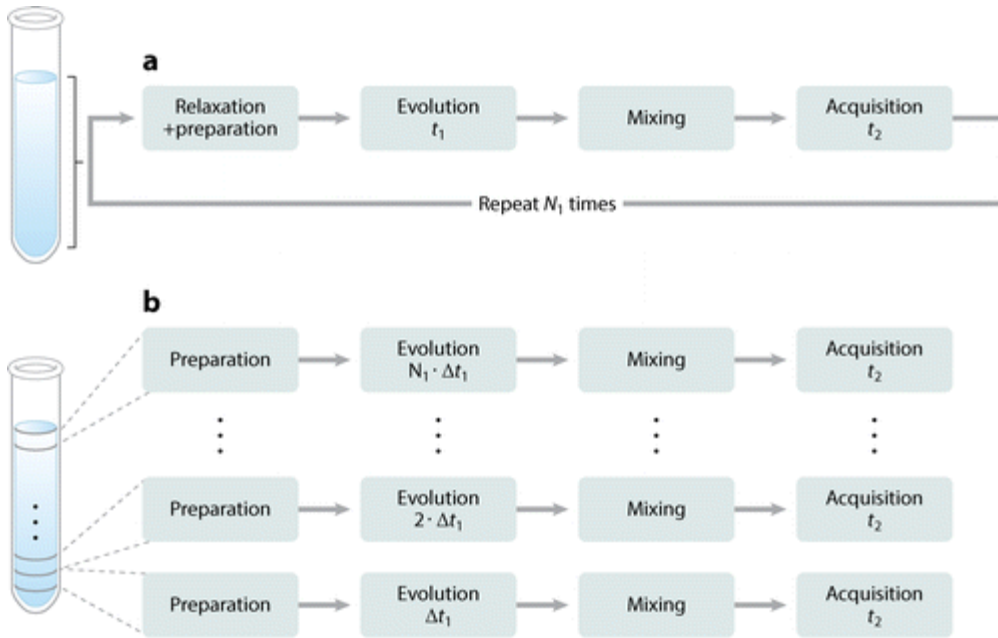 a
Relaxation
+preparation
Evolution
t₁
Mixing
Acquisition
t₂
Repeat N₁ times
b
Preparation
Evolution
N₁ · Δt₁
Mixing
Acquisition
t₂
Preparation
Evolution
2 · Δt₁
Mixing
Acquisition
t₂
Preparation
Evolution
Δt₁
Mixing
Acquisition
t₂